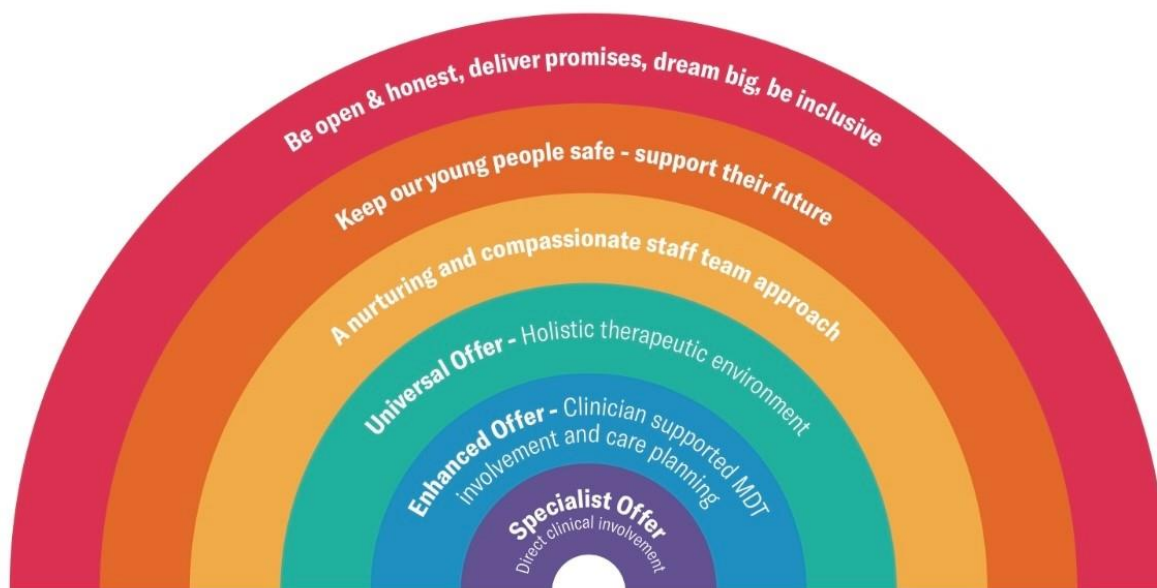 Be open & honest, deliver promises, dream big, be inclusive
Keep our young people safe - support their future
A nurturing and compassionate staff team approach
Universal Offer - Holistic therapeutic environment
Enhanced Offer - Clinician supported MDT
involvement and care planning
Specialist Offer
Direct clinical involvement